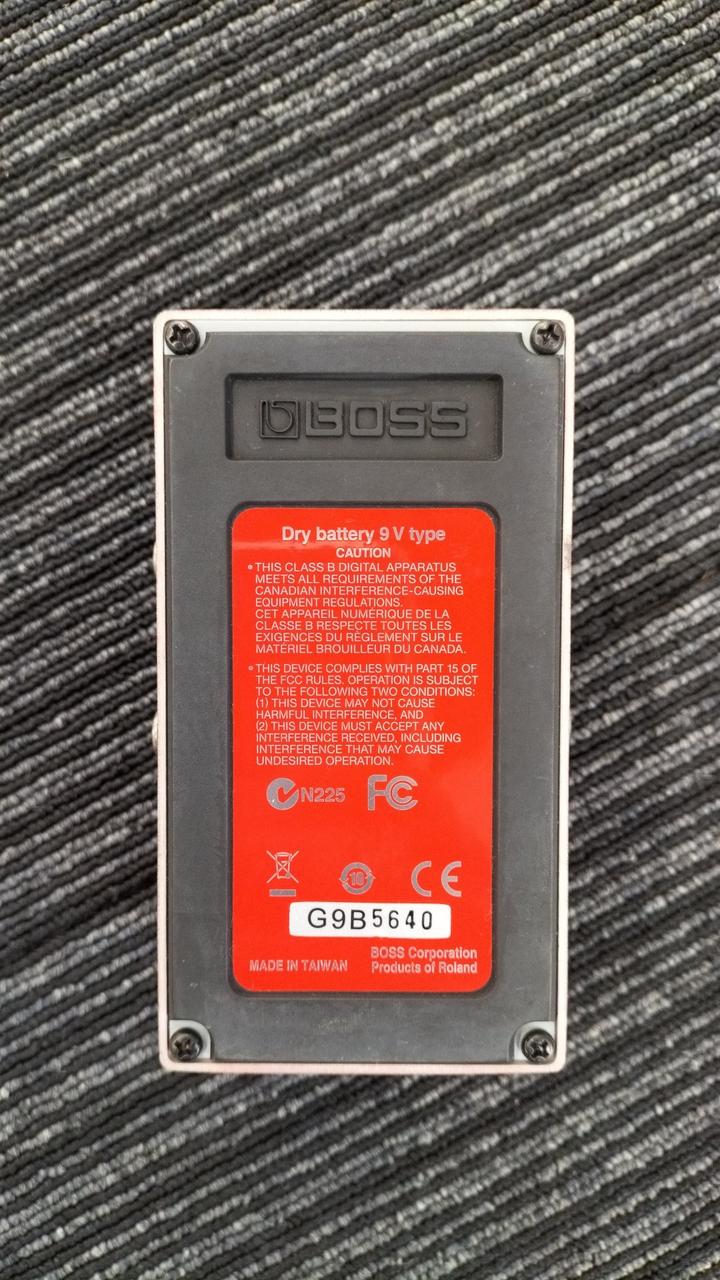 BOSS
Dry battery 9V type
CAUTION
• THIS CLASS B DIGITAL APPARATUS
MEETS ALL REQUIREMENTS OF THE
CANADIAN INTERFERENCE-CAUSING
EQUIPMENT REGULATIONS.
CET APPAREIL NUMÉRIQUE DE LA
CLASSE B RESPECTE TOUTES LES
EXIGENCES DU RÈGLEMENT SUR LE
MATÉRIEL BROUILLEUR DU CANADA.
• THIS DEVICE COMPLIES WITH PART 15 OF
THE FCC RULES. OPERATION IS SUBJECT
TO THE FOLLOWING TWO CONDITIONS:
(1) THIS DEVICE MAY NOT CAUSE
HARMFUL INTERFERENCE, AND
(2) THIS DEVICE MUST ACCEPT ANY
INTERFERENCE RECEIVED, INCLUDING
INTERFERENCE THAT MAY CAUSE
UNDESIRED OPERATION.
N225 FC
10 CE
G9B5640
MADE IN TAIWAN
BOSS Corporation
Products of Roland